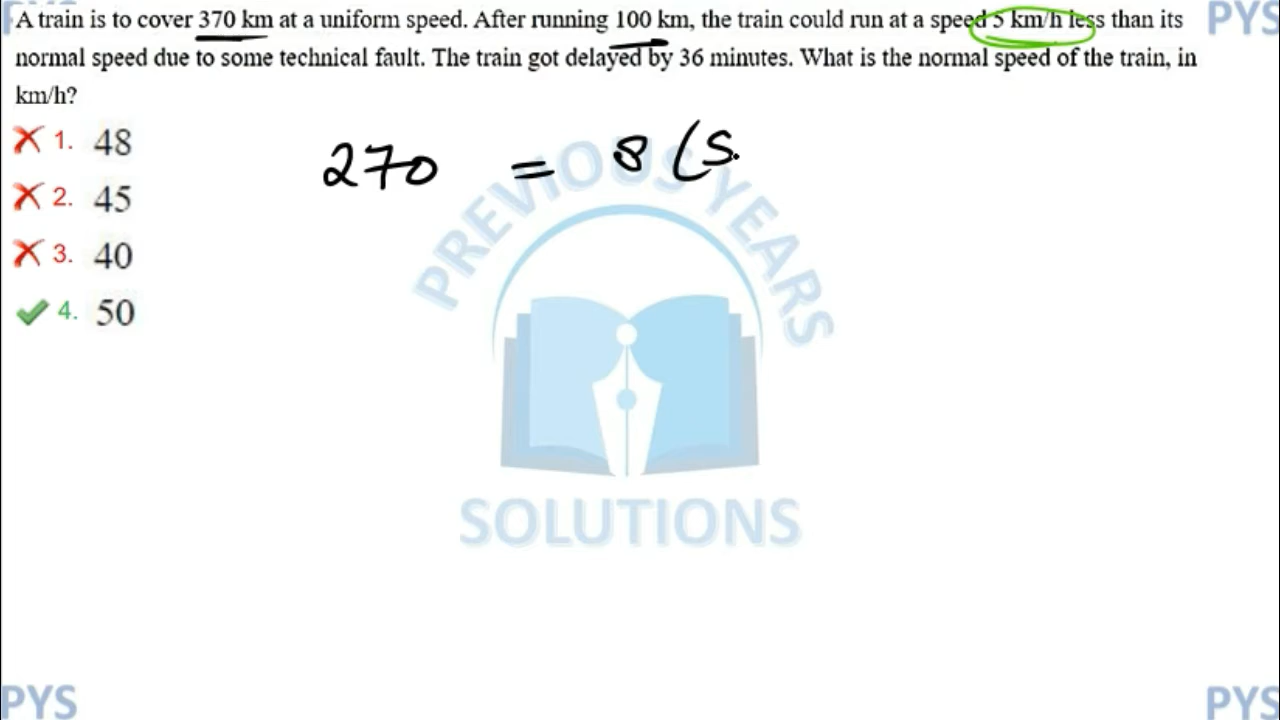 PYS
PYS
A train is to cover 370 km at a uniform speed. After running 100 km, the train could run at a speed 5 km/h less than its
normal speed due to some technical fault. The train got delayed by 36 minutes. What is the normal speed of the train, in
km/h?
1. 48
2. 45
3. 40
4. 50
270 = 8 (5.
PREVIOUS YEARS
SOLUTIONS
PYS
PYS